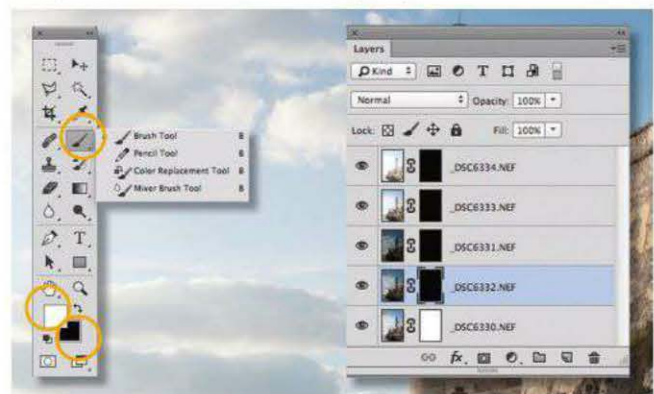 Brush Tool B
Pencil Tool B
Color Replacement Tool B
Mixer Brush Tool B
T
Layers
Kind
T
Normal Opacity: 100%
Lock: Fill: 100%
_DSC6334.NEF
_DSC6333.NEF
_DSC6331.NEF
_DSC6332.NEF
_DSC6330.NEF
fx